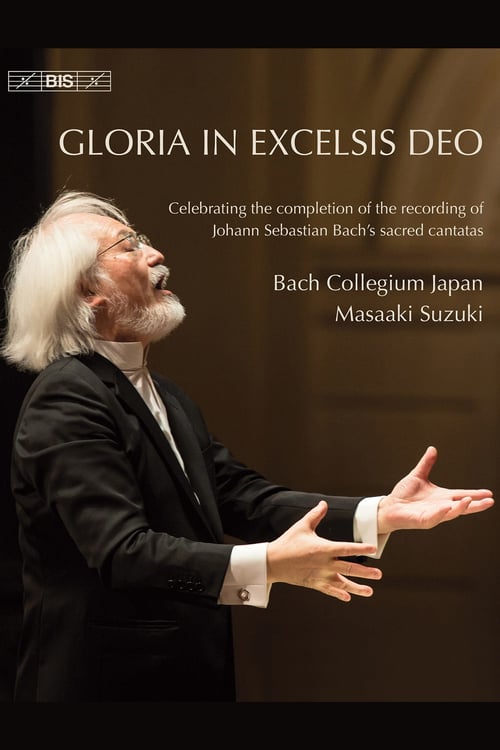 BIS
GLORIA IN EXCELSIS DEO
Celebrating the completion of the recording of
Johann Sebastian Bach’s sacred cantatas
Bach Collegium Japan
Masaaki Suzuki